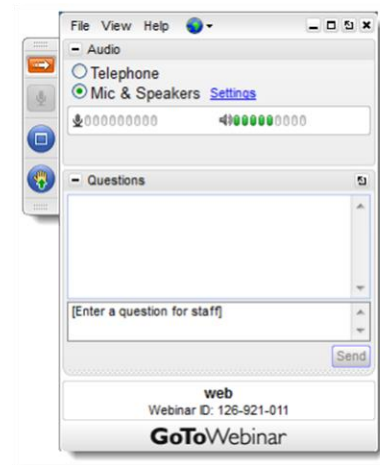 File View Help
Audio
Telephone
Mic & Speakers Settings
Questions
[Enter a question for staff]
Send
web
Webinar ID: 126-921-011
GoToWebinar